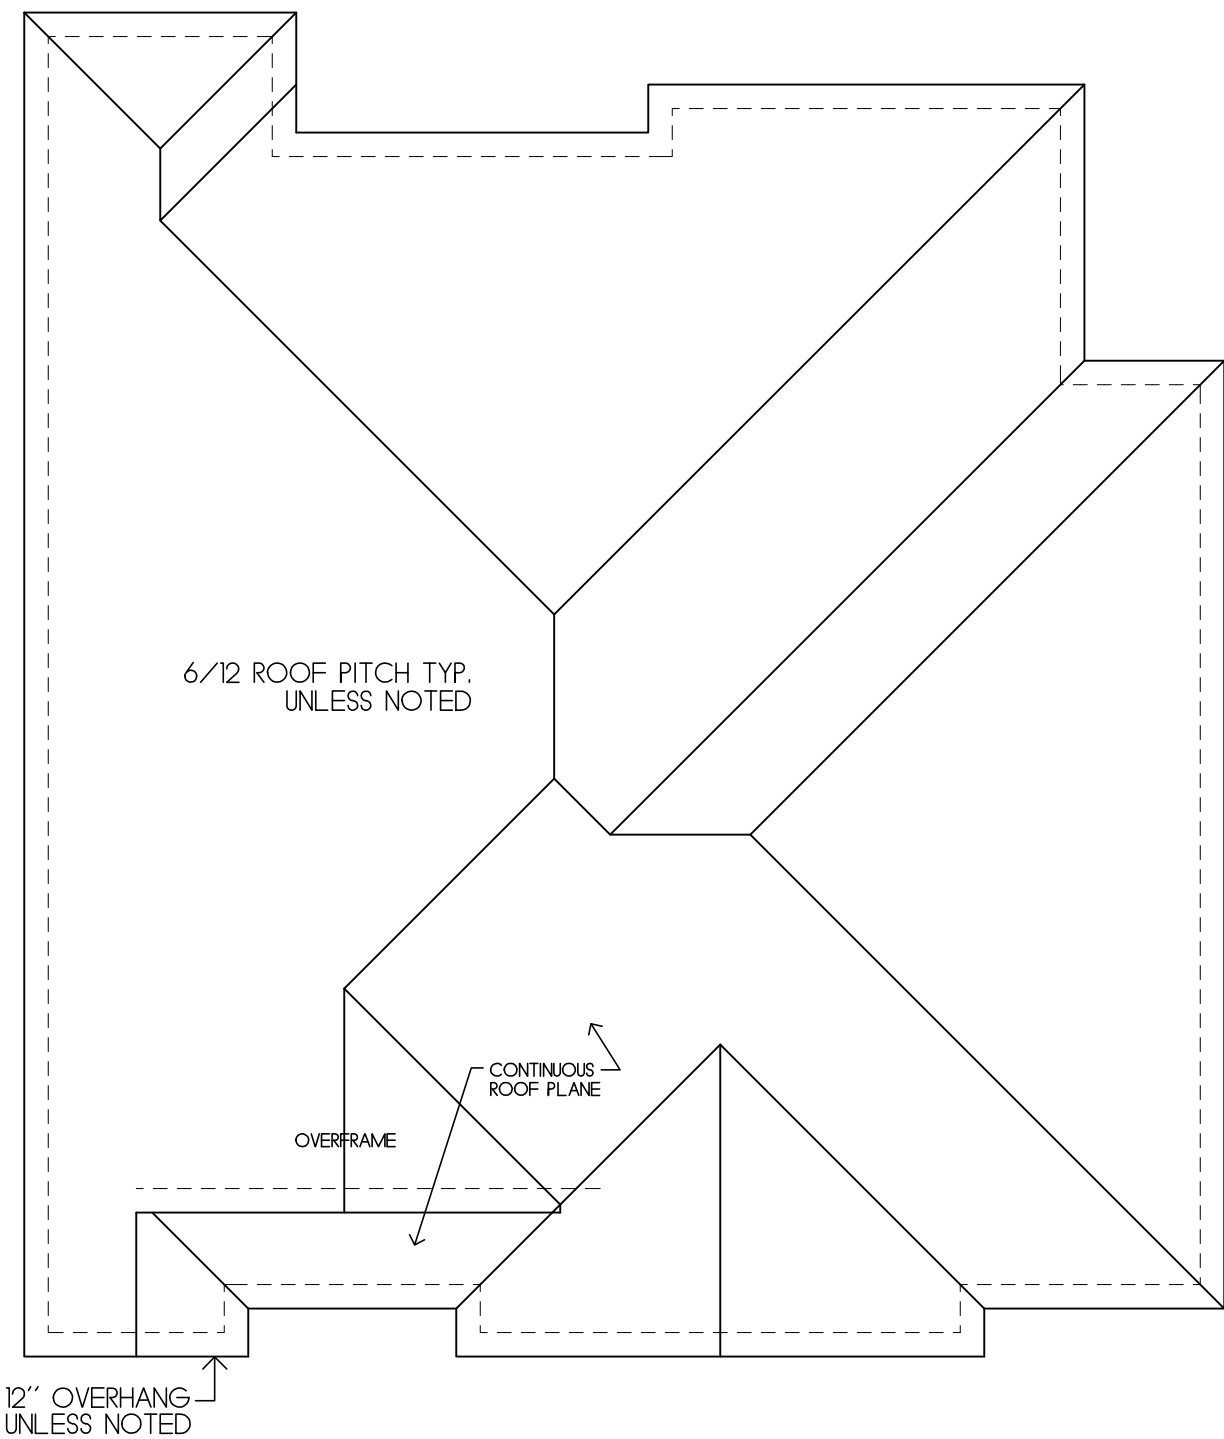 6/12 ROOF PITCH TYP.
UNLESS NOTED
CONTINUOUS
ROOF PLANE
OVERFRAME
12'' OVERHANG
UNLESS NOTED